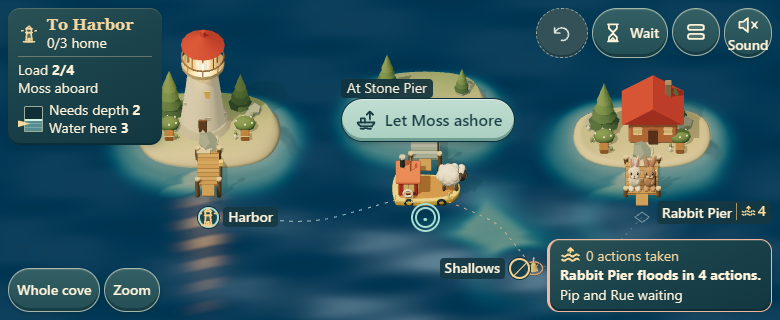 To Harbor
0/3 home
Load 2/4
Moss aboard
Needs depth 2
Water here 3
Wait
Sound
At Stone Pier
Let Moss ashore
Harbor
Rabbit Pier 4
Shallows
0 actions taken
Rabbit Pier floods in 4 actions.
Pip and Rue waiting
Whole cove
Zoom